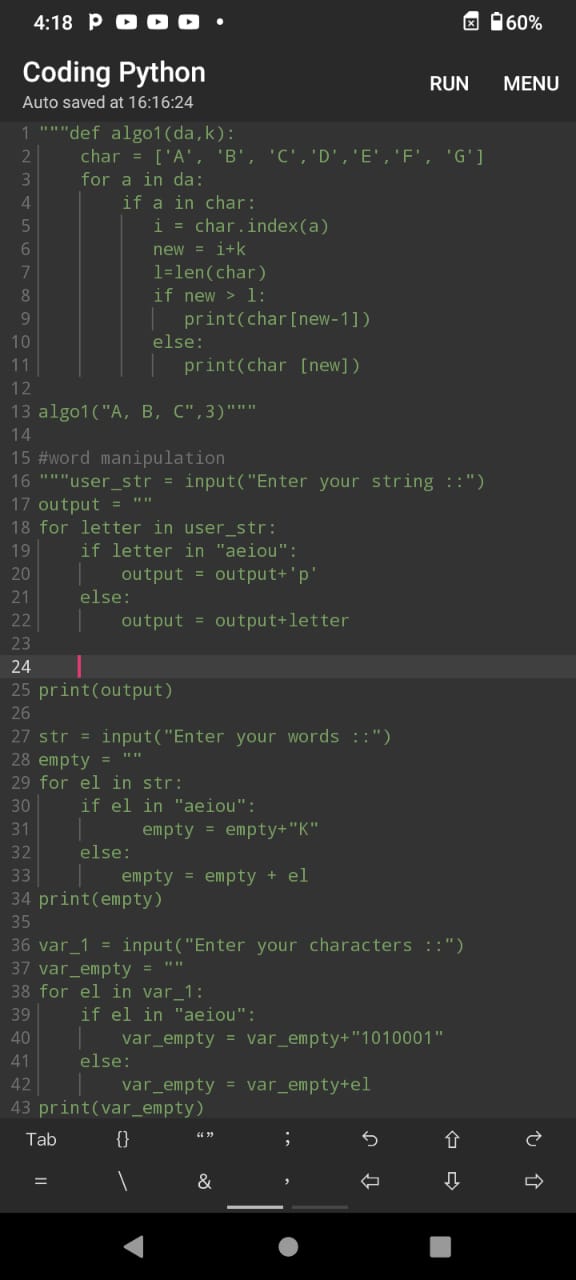 4:18 60%
Coding Python
RUN MENU
Auto saved at 16:16:24
1 """def algo1(da,k):
2     char = ['A', 'B', 'C','D','E','F', 'G']
3     for a in da:
4         if a in char:
5            i = char.index(a)
6            new = i+k
7            l=len(char)
8            if new > l:
9               print(char[new-1])
10            else:
11               print(char [new])
12
13 algo1("A, B, C",3)"""
14
15 #word manipulation
16 """user_str = input("Enter your string ::")
17 output = ""
18 for letter in user_str:
19     if letter in "aeiou":
20         output = output+'p'
21     else:
22         output = output+letter
23
24
25 print(output)
26
27 str = input("Enter your words ::")
28 empty = ""
29 for el in str:
30     if el in "aeiou":
31           empty = empty+"K"
32     else:
33         empty = empty + el
34 print(empty)
35
36 var_1 = input("Enter your characters ::")
37 var_empty = ""
38 for el in var_1:
39     if el in "aeiou":
40         var_empty = var_empty+"1010001"
41     else:
42         var_empty = var_empty+el
43 print(var_empty)
Tab {} “” ;
= \ & ,